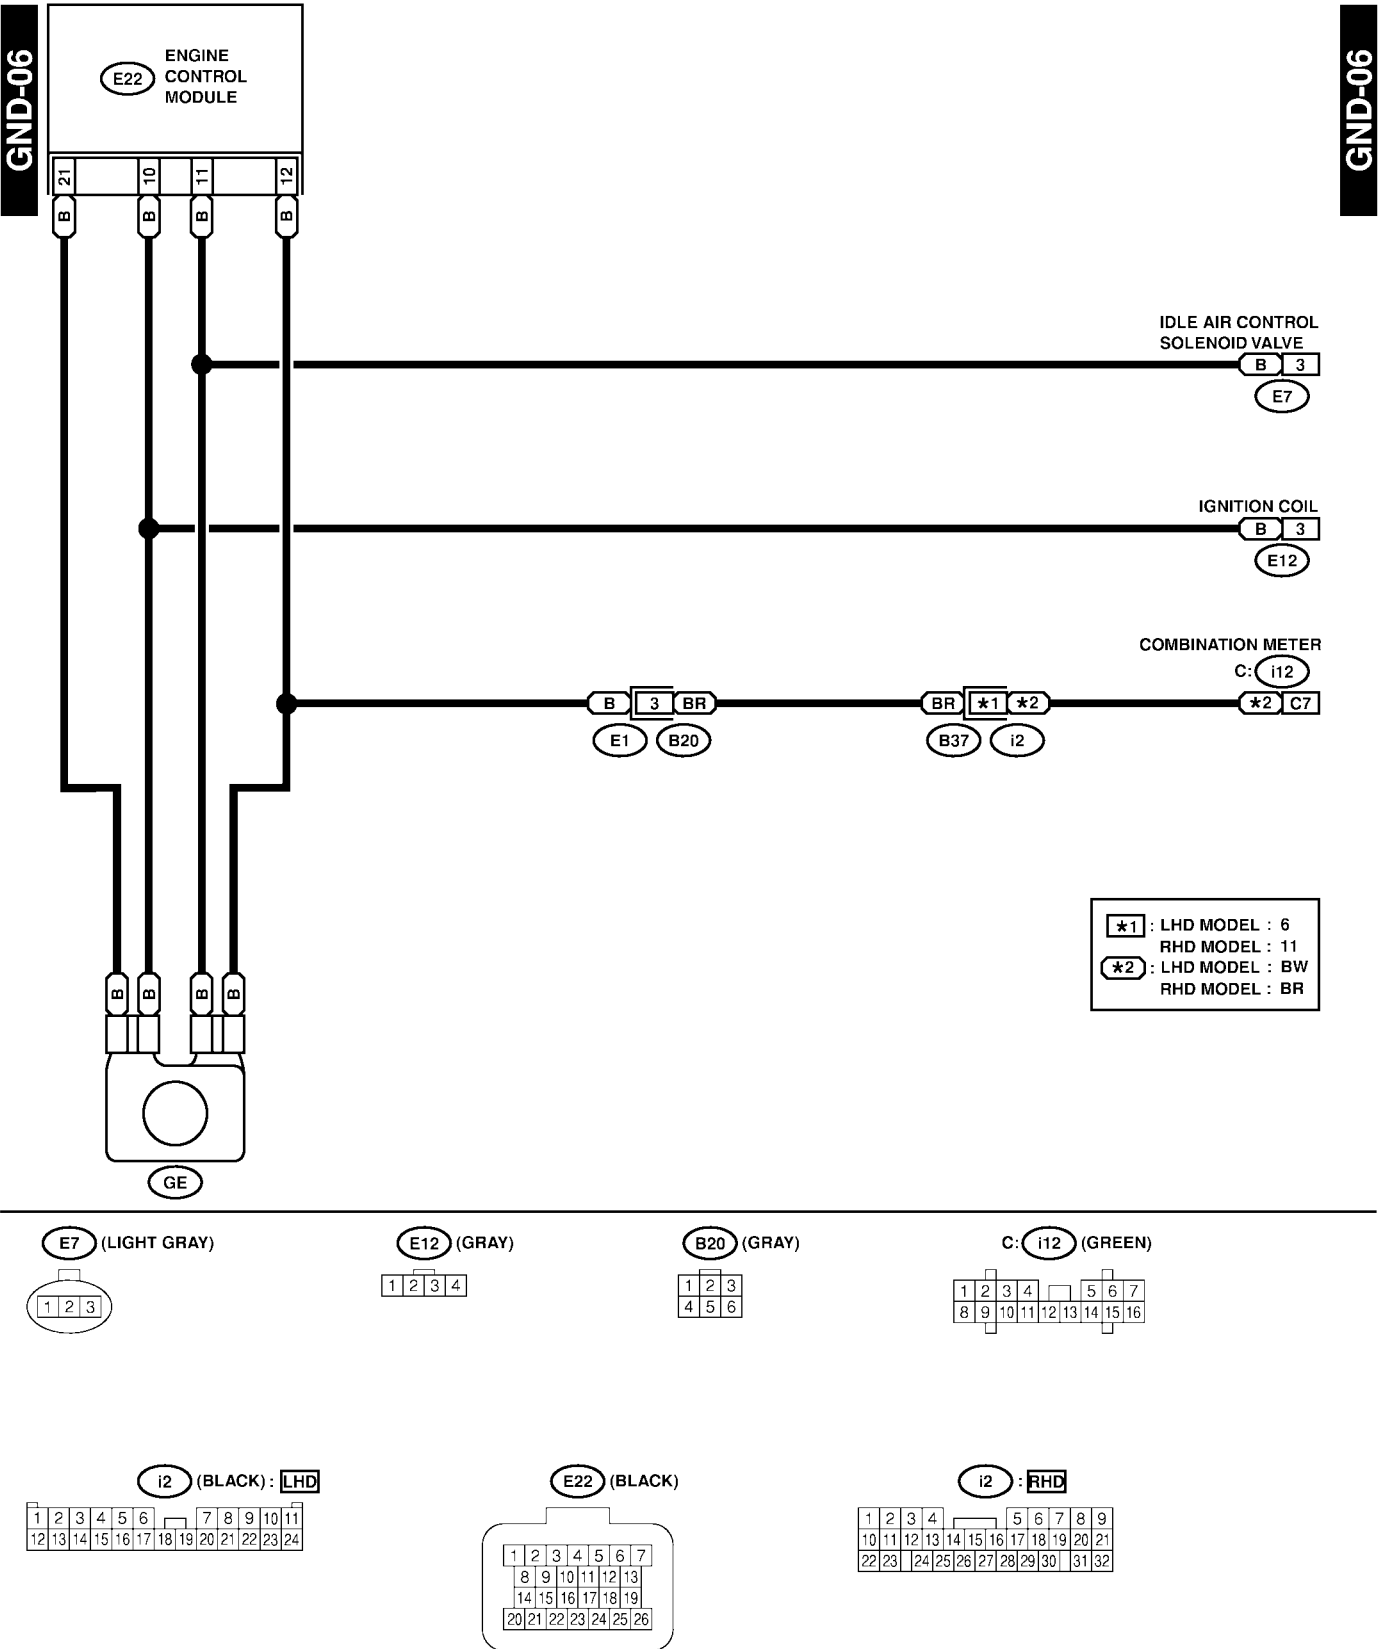 GND-06
GND-06
E22
ENGINE
CONTROL
MODULE
21 10 11 12
B B B B
IDLE AIR CONTROL
SOLENOID VALVE
B 3
E7
IGNITION COIL
B 3
E12
COMBINATION METER
C: i12
B 3 BR BR *1 *2 *2 C7
E1 B20 B37 i2
*1 : LHD MODEL : 6
RHD MODEL : 11
*2 : LHD MODEL : BW
RHD MODEL : BR
B B B B
GE
E7 (LIGHT GRAY)
1 2 3
E12 (GRAY)
1 2 3 4
B20 (GRAY)
1 2 3
4 5 6
C: i12 (GREEN)
1 2 3 4 5 6 7
8 9 10 11 12 13 14 15 16
i2 (BLACK) : LHD
1 2 3 4 5 6 7 8 9 10 11
12 13 14 15 16 17 18 19 20 21 22 23 24
E22 (BLACK)
1 2 3 4 5 6 7
8 9 10 11 12 13
14 15 16 17 18 19
20 21 22 23 24 25 26
i2 : RHD
1 2 3 4 5 6 7 8 9
10 11 12 13 14 15 16 17 18 19 20 21
22 23 24 25 26 27 28 29 30 31 32